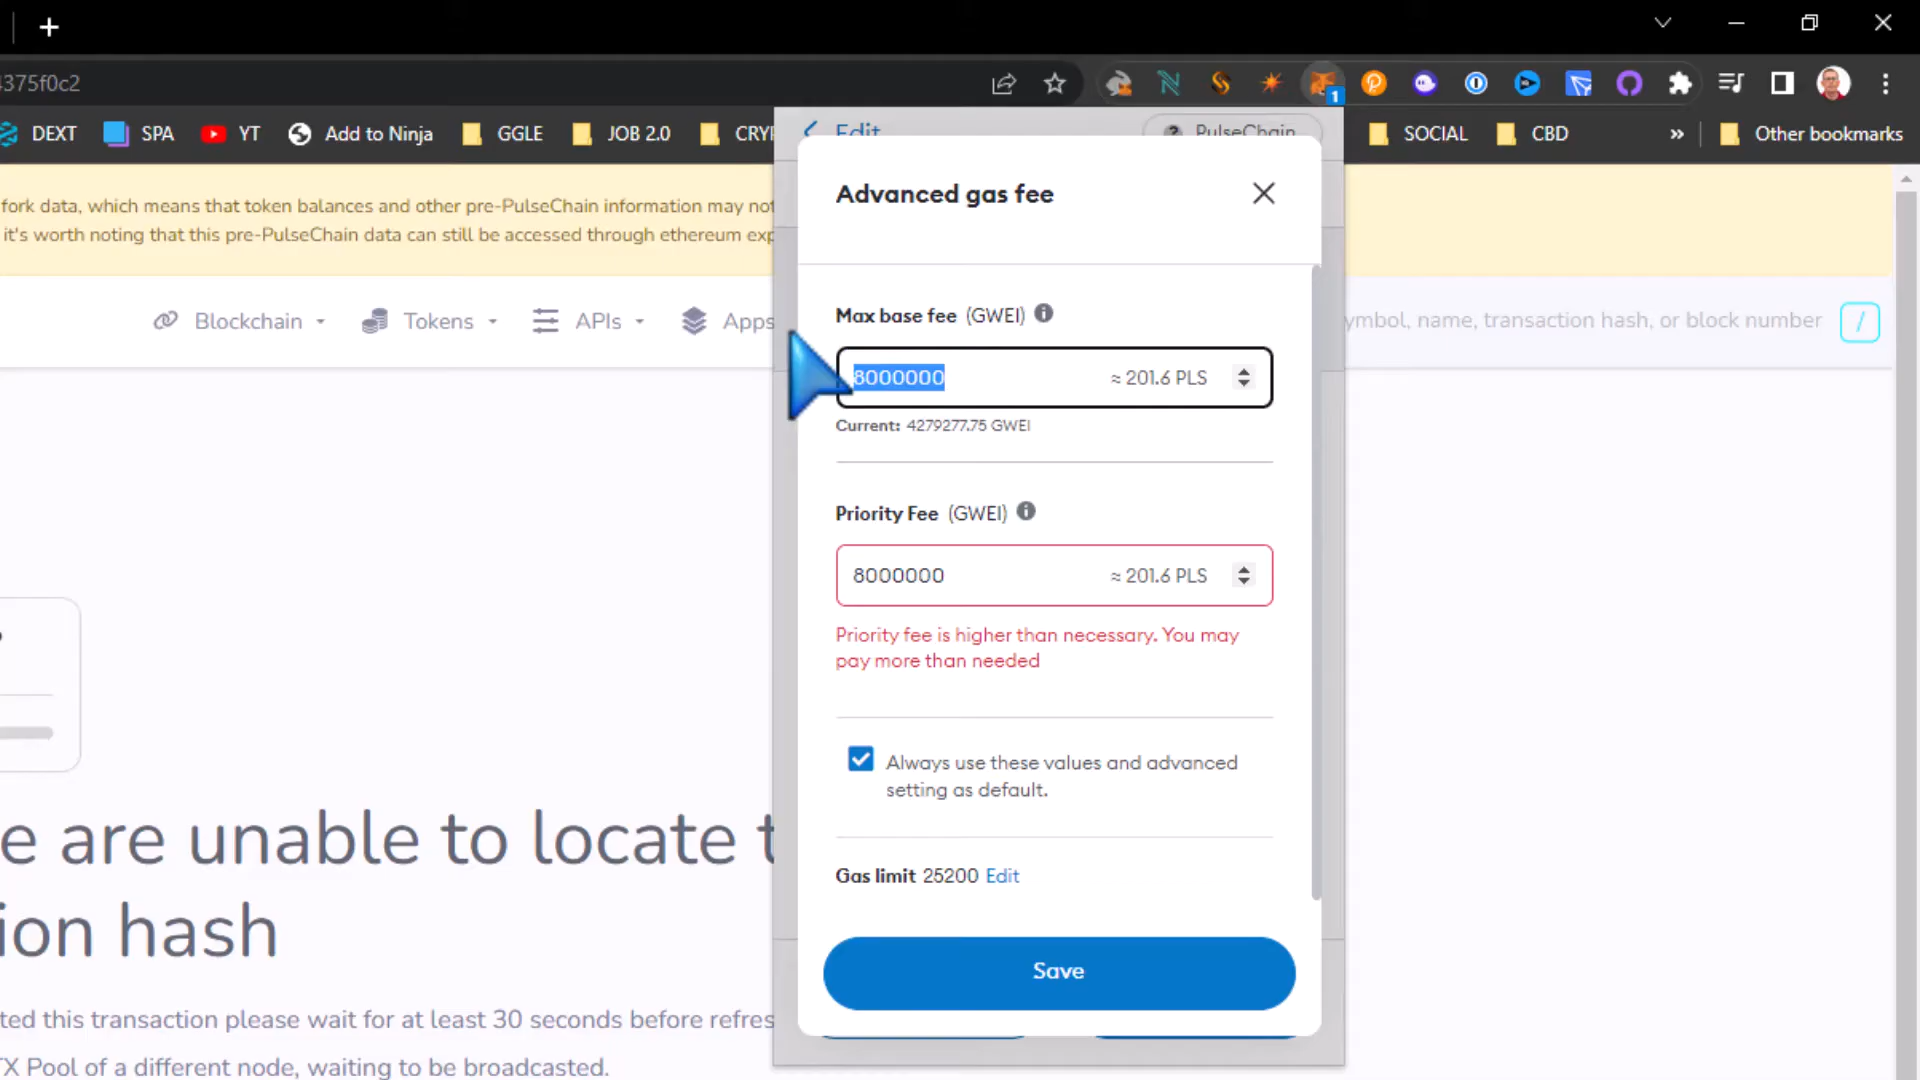 4375f0c2
1
DEXT
SPA
YT
Add to Ninja
GGLE
JOB 2.0
SOCIAL
CBD
»
Other bookmarks
Edit
PulseChain
fork data, which means that token balances and other pre-PulseChain information may not
it's worth noting that this pre-PulseChain data can still be accessed through ethereum
Blockchain
Tokens
APIs
Apps
name, transaction hash, or block number
/
Advanced gas fee
Max base fee (GWEI)
8000000
≈ 201.6 PLS
Current: 4279277.75 GWEI
Priority Fee (GWEI)
8000000
≈ 201.6 PLS
Priority fee is higher than necessary. You may
pay more than needed
Always use these values and advanced
setting as default.
Gas limit 25200 Edit
Save
e are unable to locate
ion hash
ted this transaction please wait for at least 30 seconds before
TX Pool of a different node, waiting to be broadcasted.